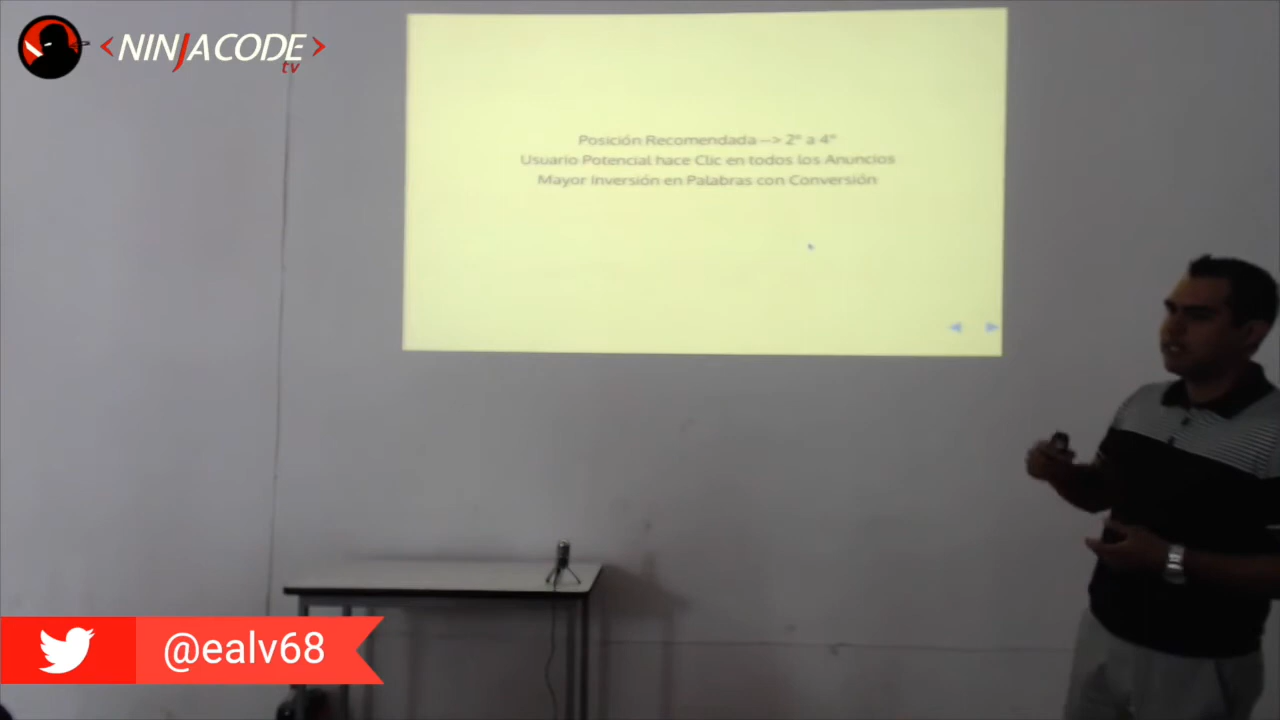 <NINJACODE>
tv
Posición Recomendada --> 2° a 4°
Usuario Potencial hace Clic en todos los Anuncios
Mayor Inversión en Palabras con Conversión
@ealv68